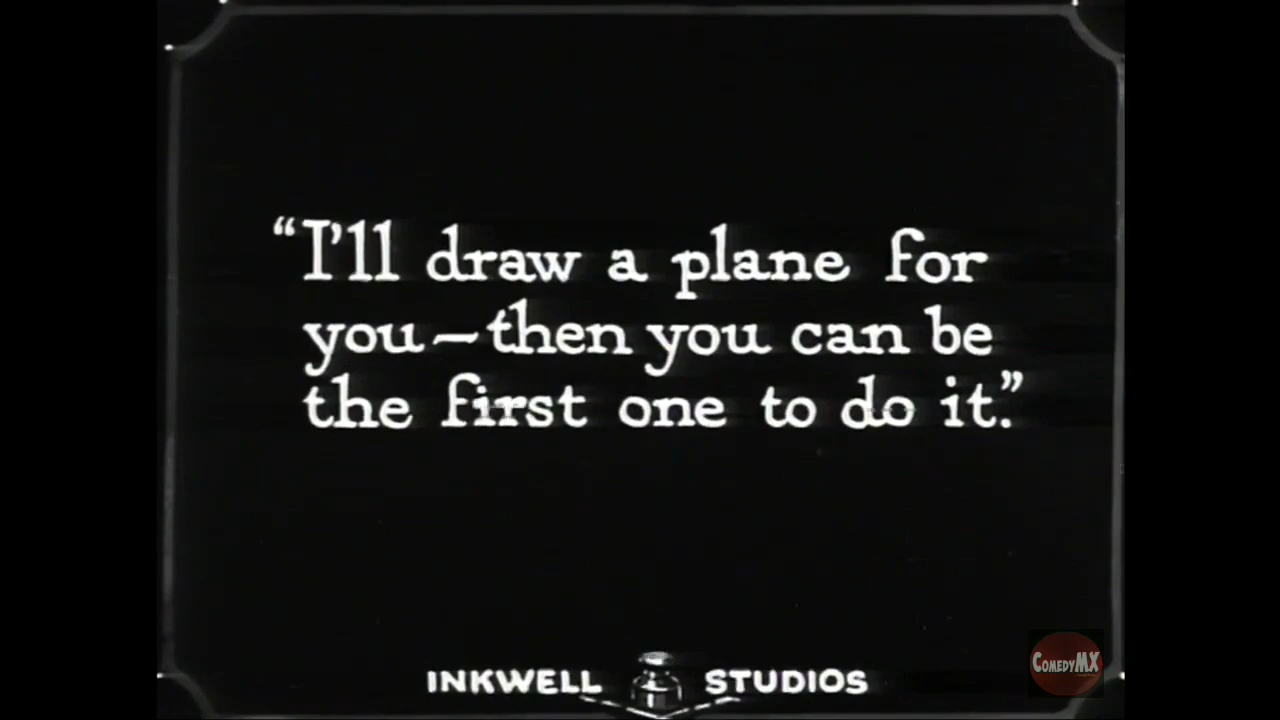 “I'll draw a plane for
you—then you can be
the first one to do it.”
INKWELL STUDIOS
COMEDYMX